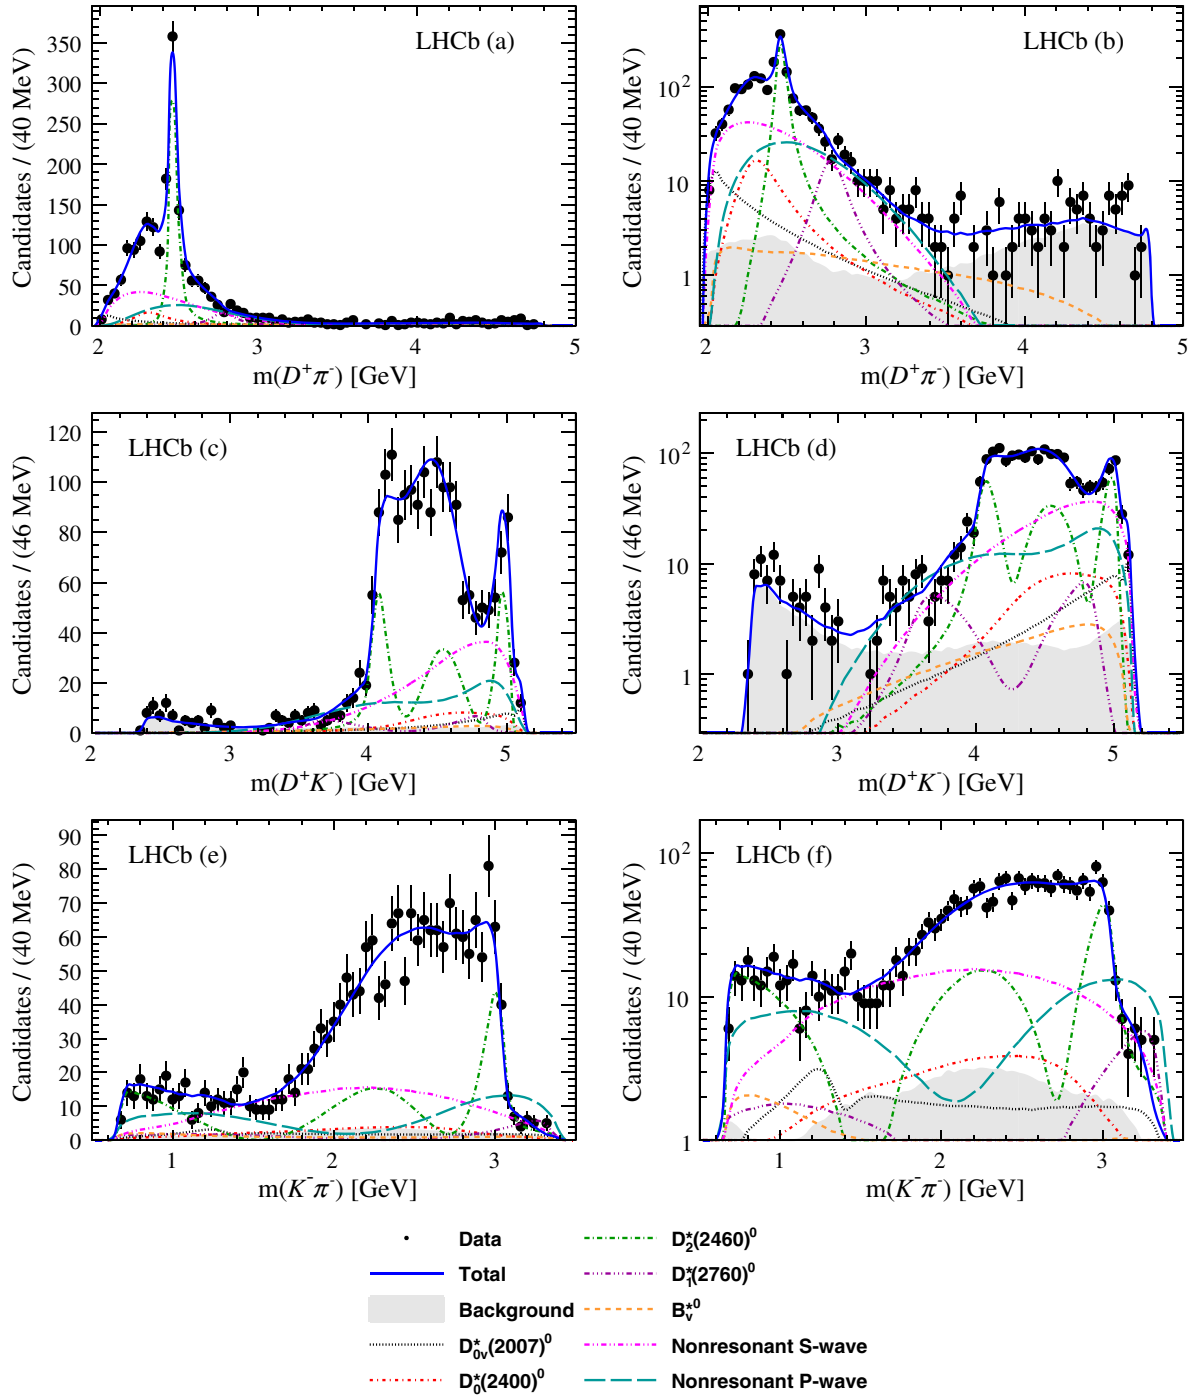 LHCb (a)
Candidates / (40 MeV)
350
300
250
200
150
100
50
0
2 3 4 5
m(D⁺π⁻) [GeV]
LHCb (b)
Candidates / (40 MeV)
10²
10
1
2 3 4 5
m(D⁺π⁻) [GeV]
LHCb (c)
Candidates / (46 MeV)
120
100
80
60
40
20
0
2 3 4 5
m(D⁺K⁻) [GeV]
LHCb (d)
Candidates / (46 MeV)
10²
10
1
2 3 4 5
m(D⁺K⁻) [GeV]
LHCb (e)
Candidates / (40 MeV)
90
80
70
60
50
40
30
20
10
0
1 2 3
m(K⁻π⁻) [GeV]
LHCb (f)
Candidates / (40 MeV)
10²
10
1
1 2 3
m(K⁻π⁻) [GeV]
Data
Total
Background
D*₀ᵥ(2007)⁰
D*₀(2400)⁰
D*₂(2460)⁰
D*₁(2760)⁰
B*ᵥ⁰
Nonresonant S-wave
Nonresonant P-wave